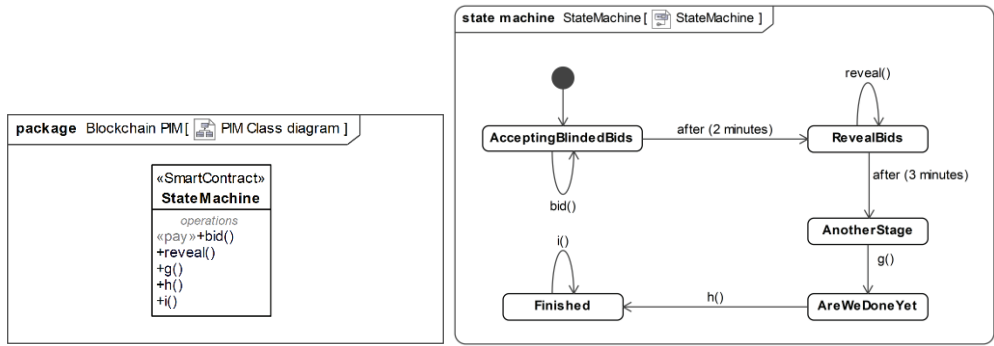 package Blockchain PIM [ PIM Class diagram ]
«SmartContract»
StateMachine
operations
«pay»+bid()
+reveal()
+g()
+h()
+i()
state machine StateMachine [ StateMachine ]
reveal()
AcceptingBlindedBids
after (2 minutes)
RevealBids
bid()
after (3 minutes)
AnotherStage
i()
g()
Finished
h()
AreWeDoneYet